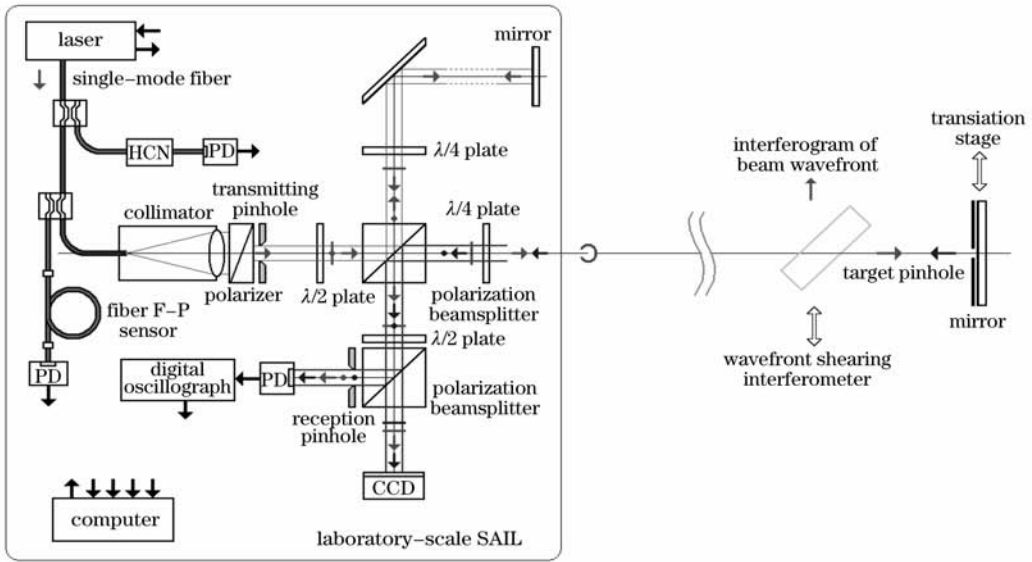 laser
single-mode fiber
HCN
PD
mirror
λ/4 plate
transmitting
pinhole
collimator
λ/4 plate
polarizer
λ/2 plate
polarization
beamsplitter
fiber F-P
sensor
PD
λ/2 plate
digital
oscillograph
PD
polarization
beamsplitter
reception
pinhole
CCD
computer
laboratory-scale SAIL
interferogram of
beam wavefront
transiation
stage
target pinhole
mirror
wavefront shearing
interferometer